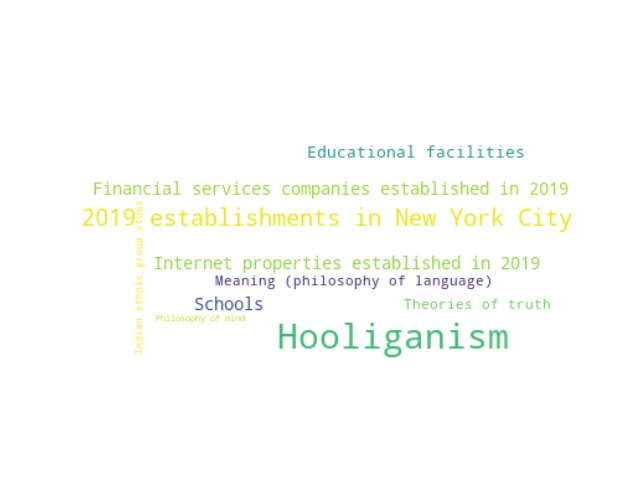 Educational facilities
Financial services companies established in 2019
2019 establishments in New York City
Indian ethnic group stubs
Internet properties established in 2019
Meaning (philosophy of language)
Schools
Theories of truth
Philosophy of mind
Hooliganism